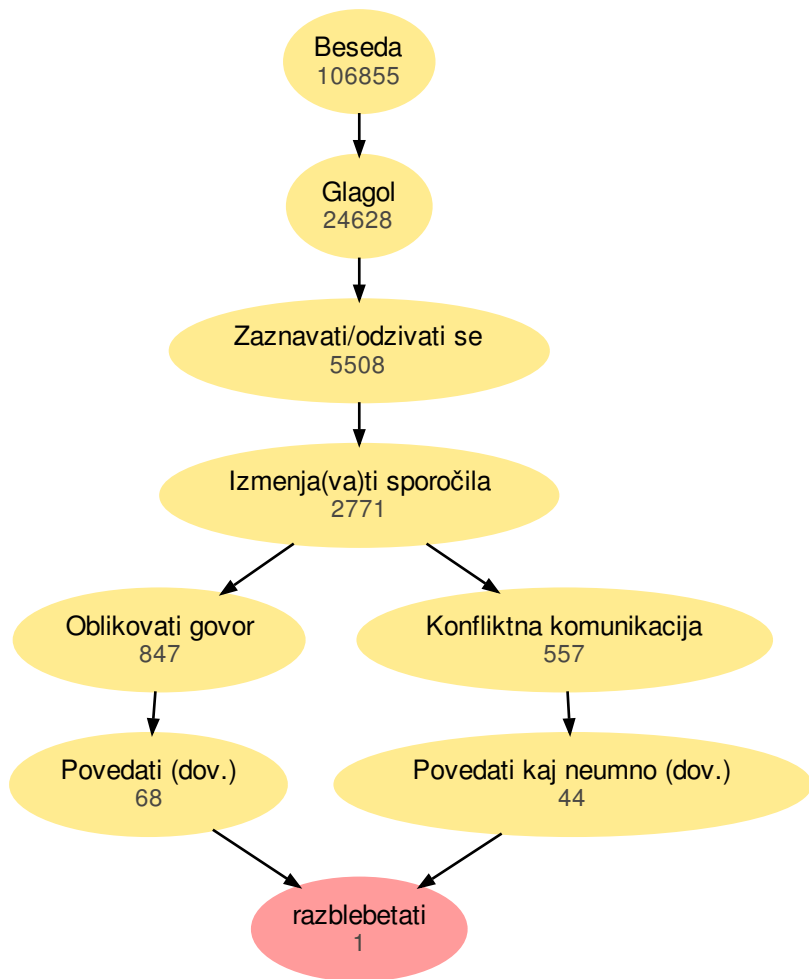 Beseda
106855
Glagol
24628
Zaznavati/odzivati se
5508
Izmenja(va)ti sporočila
2771
Oblikovati govor
847
Konfliktna komunikacija
557
Povedati (dov.)
68
Povedati kaj neumno (dov.)
44
razblebetati
1